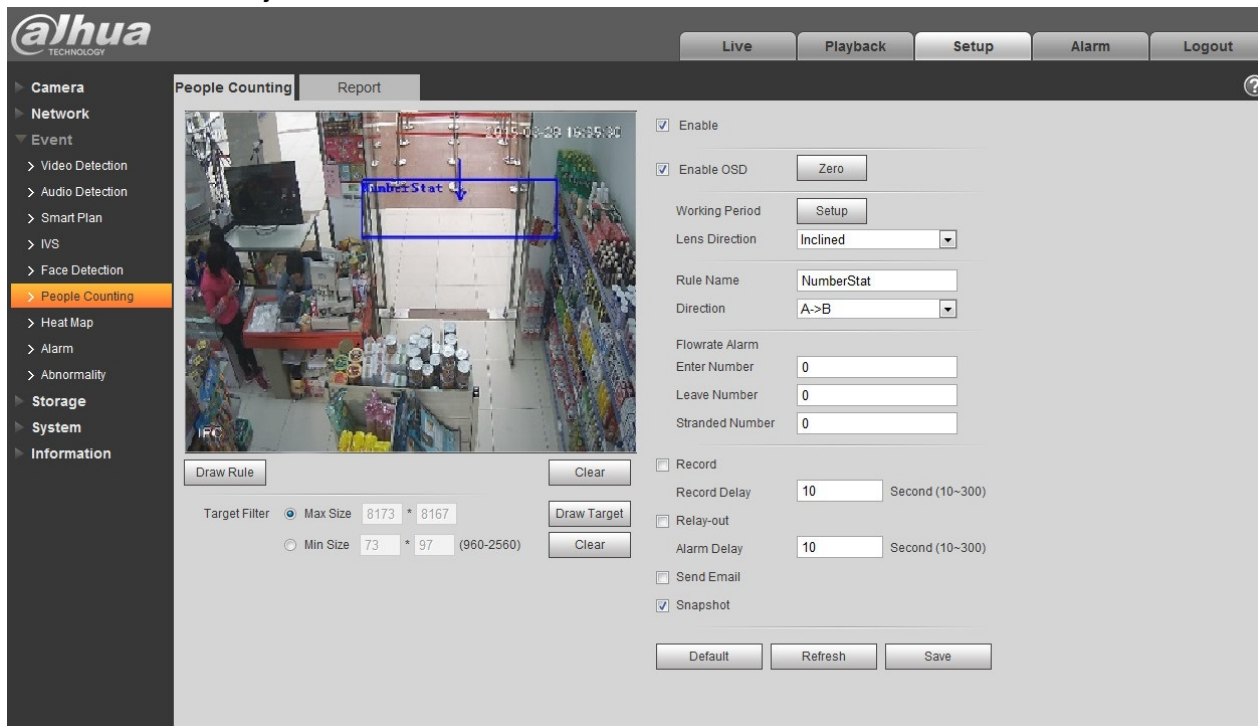 alhua
TECHNOLOGY
Live
Playback
Setup
Alarm
Logout
Camera
Network
Event
Video Detection
Audio Detection
Smart Plan
IVS
Face Detection
People Counting
Heat Map
Alarm
Abnormality
Storage
System
Information
People Counting
Report
?
NumberStat
IPC
Draw Rule
Clear
Target Filter Max Size 8173 * 8167 Draw Target
Min Size 73 * 97 (960-2560) Clear
Enable
Enable OSD Zero
Working Period Setup
Lens Direction Inclined
Rule Name NumberStat
Direction A->B
Flowrate Alarm
Enter Number 0
Leave Number 0
Stranded Number 0
Record
Record Delay 10 Second (10~300)
Relay-out
Alarm Delay 10 Second (10~300)
Send Email
Snapshot
Default
Refresh
Save